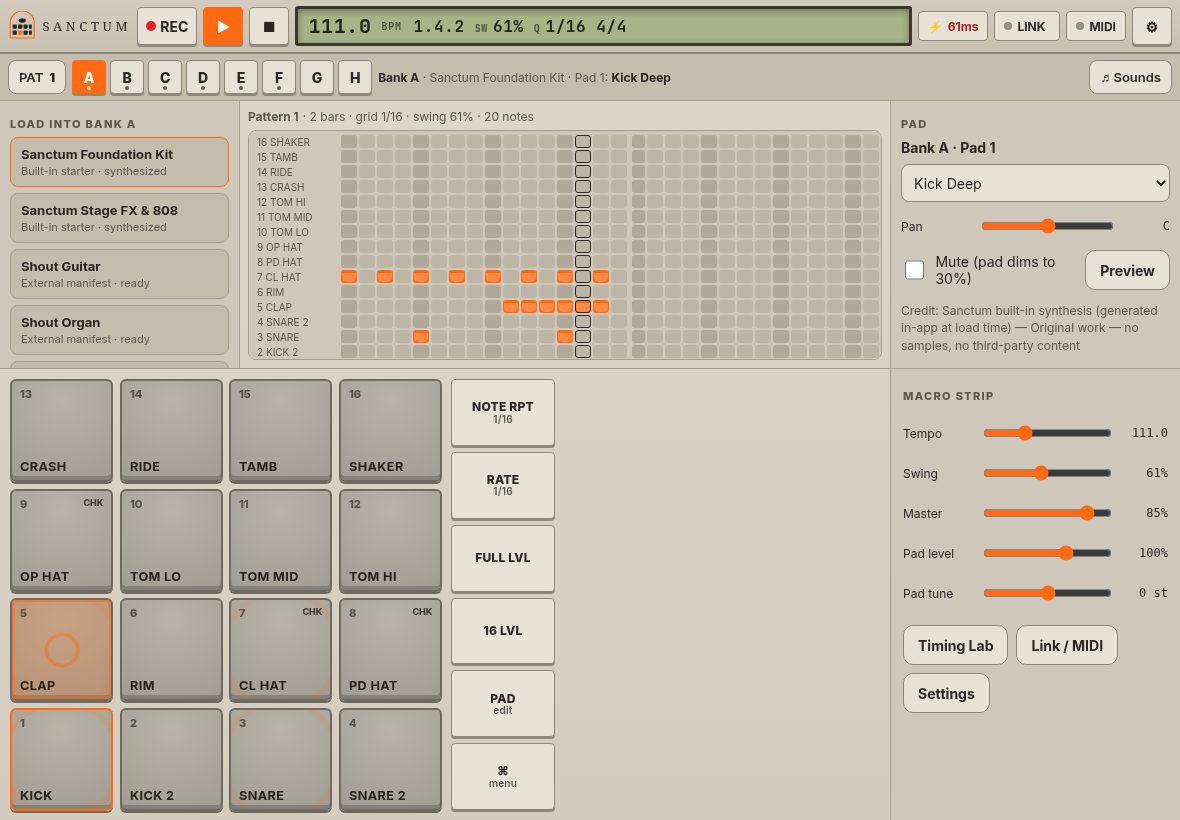 SANCTUM
REC
111.0 BPM 1.4.2 SW 61% Q 1/16 4/4
⚡ 61ms
LINK
MIDI
PAT 1
A
B
C
D
E
F
G
H
Bank A · Sanctum Foundation Kit · Pad 1: Kick Deep
♬ Sounds
LOAD INTO BANK A
Sanctum Foundation Kit
Built-in starter · synthesized
Sanctum Stage FX & 808
Built-in starter · synthesized
Shout Guitar
External manifest · ready
Shout Organ
External manifest · ready
Pattern 1 · 2 bars · grid 1/16 · swing 61% · 20 notes
16 SHAKER
15 TAMB
14 RIDE
13 CRASH
12 TOM HI
11 TOM MID
10 TOM LO
9 OP HAT
8 PD HAT
7 CL HAT
6 RIM
5 CLAP
4 SNARE 2
3 SNARE
2 KICK 2
PAD
Bank A · Pad 1
Kick Deep
Pan C
Mute (pad dims to
30%)
Preview
Credit: Sanctum built-in synthesis (generated
in-app at load time) — Original work — no
samples, no third-party content
13
CRASH
14
RIDE
15
TAMB
16
SHAKER
9 CHK
OP HAT
10
TOM LO
11
TOM MID
12
TOM HI
5
CLAP
6
RIM
7 CHK
CL HAT
8 CHK
PD HAT
1
KICK
2
KICK 2
3
SNARE
4
SNARE 2
NOTE RPT
1/16
RATE
1/16
FULL LVL
16 LVL
PAD
edit
⌘
menu
MACRO STRIP
Tempo 111.0
Swing 61%
Master 85%
Pad level 100%
Pad tune 0 st
Timing Lab
Link / MIDI
Settings